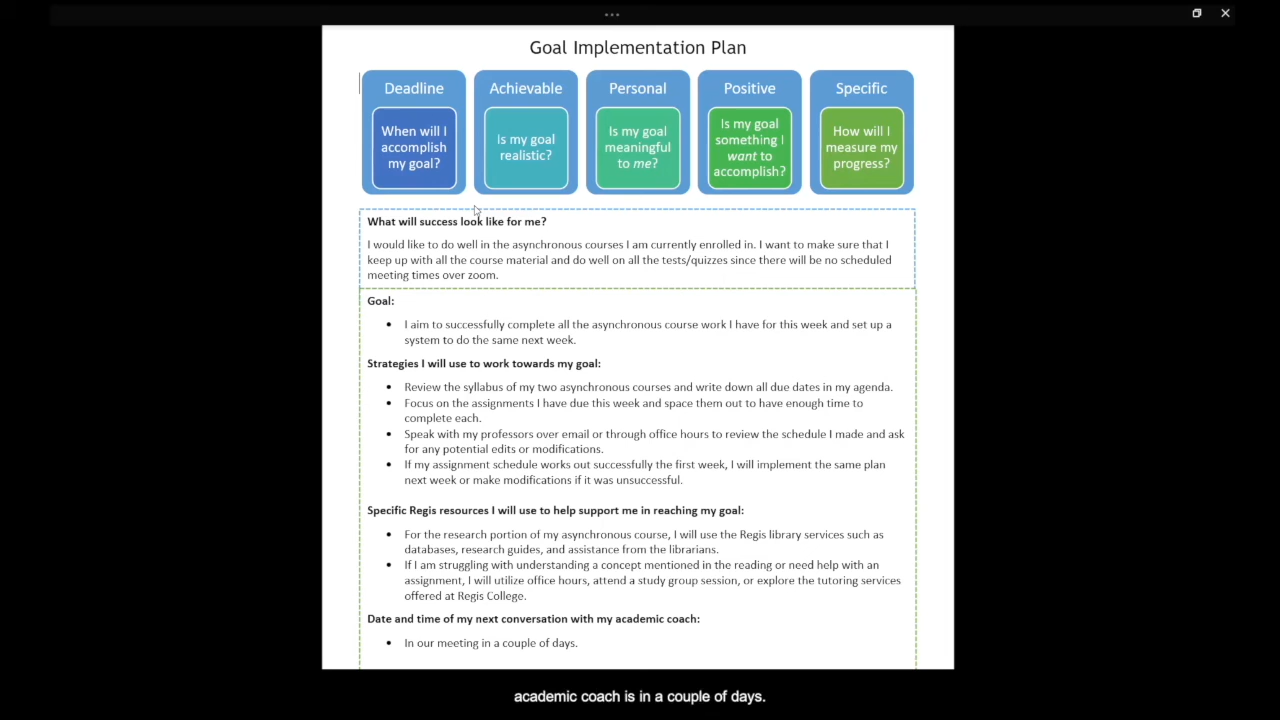 Goal Implementation Plan
Deadline
When will I
accomplish
my goal?
Achievable
Is my goal
realistic?
Personal
Is my goal
meaningful
to me?
Positive
Is my goal
something I
want to
accomplish?
Specific
How will I
measure my
progress?
What will success look like for me?
I would like to do well in the asynchronous courses I am currently enrolled in. I want to make sure that I
keep up with all the course material and do well on all the tests/quizzes since there will be no scheduled
meeting times over zoom.
Goal:
• I aim to successfully complete all the asynchronous course work I have for this week and set up a
system to do the same next week.
Strategies I will use to work towards my goal:
• Review the syllabus of my two asynchronous courses and write down all due dates in my agenda.
• Focus on the assignments I have due this week and space them out to have enough time to
complete each.
• Speak with my professors over email or through office hours to review the schedule I made and ask
for any potential edits or modifications.
• If my assignment schedule works out successfully the first week, I will implement the same plan
next week or make modifications if it was unsuccessful.
Specific Regis resources I will use to help support me in reaching my goal:
• For the research portion of my asynchronous course, I will use the Regis library services such as
databases, research guides, and assistance from the librarians.
• If I am struggling with understanding a concept mentioned in the reading or need help with an
assignment, I will utilize office hours, attend a study group session, or explore the tutoring services
offered at Regis College.
Date and time of my next conversation with my academic coach:
• In our meeting in a couple of days.
academic coach is in a couple of days.